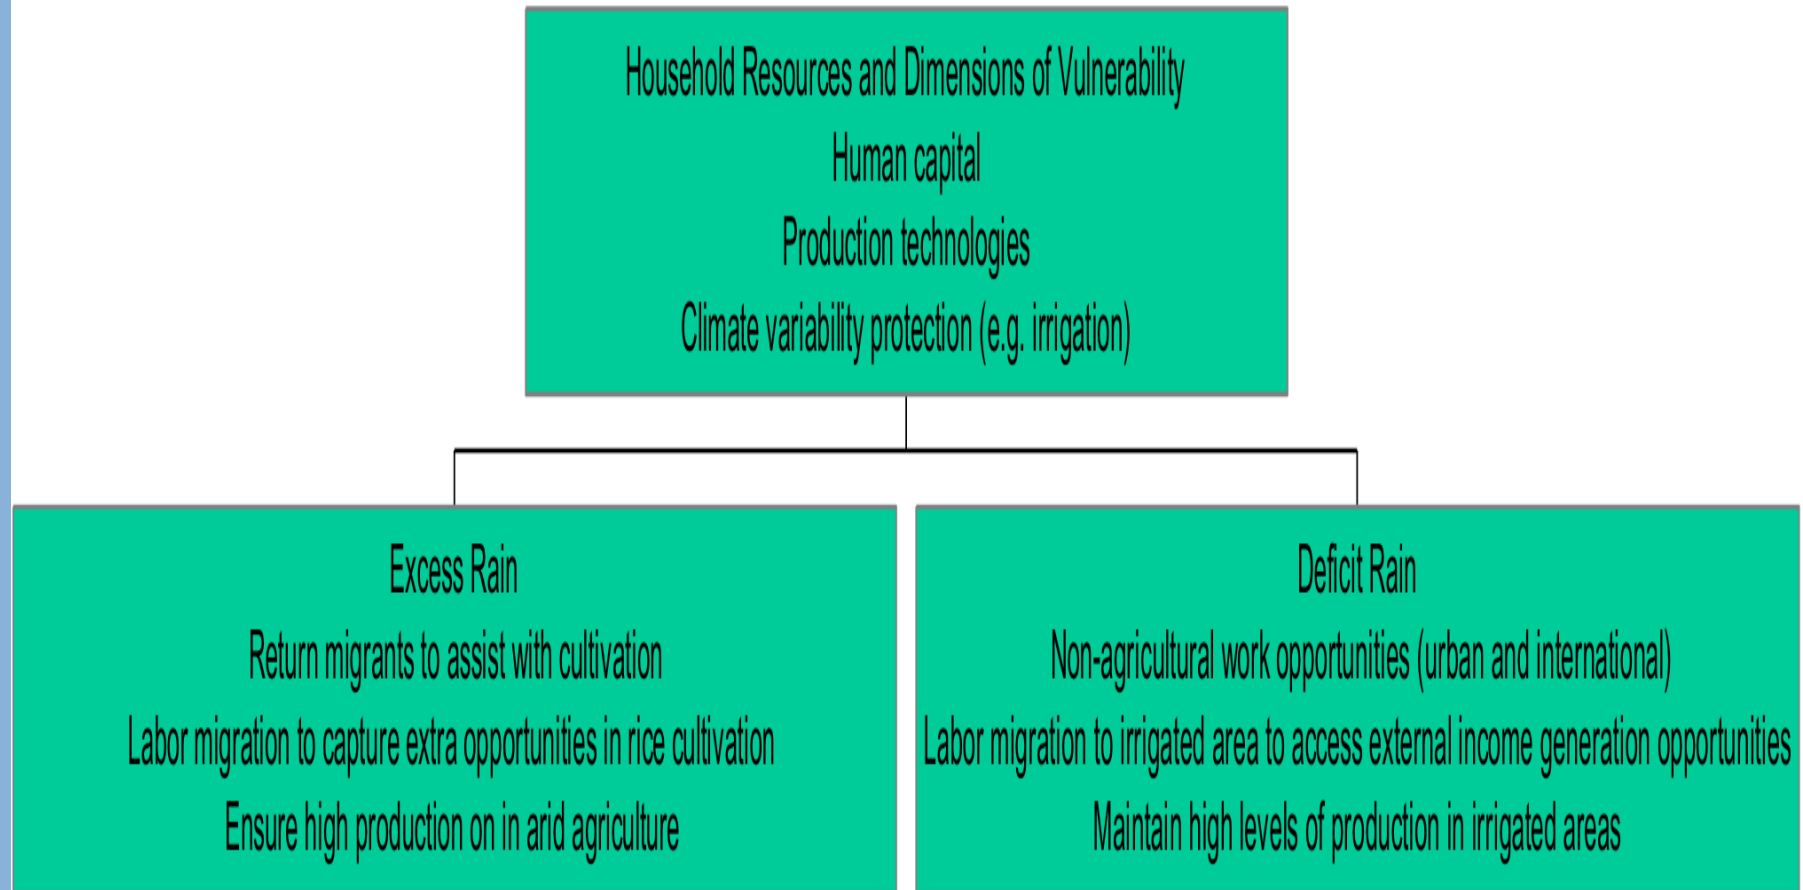 Household Resources and Dimensions of Vulnerability
Human capital
Production technologies
Climate variability protection (e.g. irrigation)
Excess Rain
Return migrants to assist with cultivation
Labor migration to capture extra opportunities in rice cultivation
Ensure high production on in arid agriculture
Deficit Rain
Non-agricultural work opportunities (urban and international)
Labor migration to irrigated area to access external income generation opportunities
Maintain high levels of production in irrigated areas